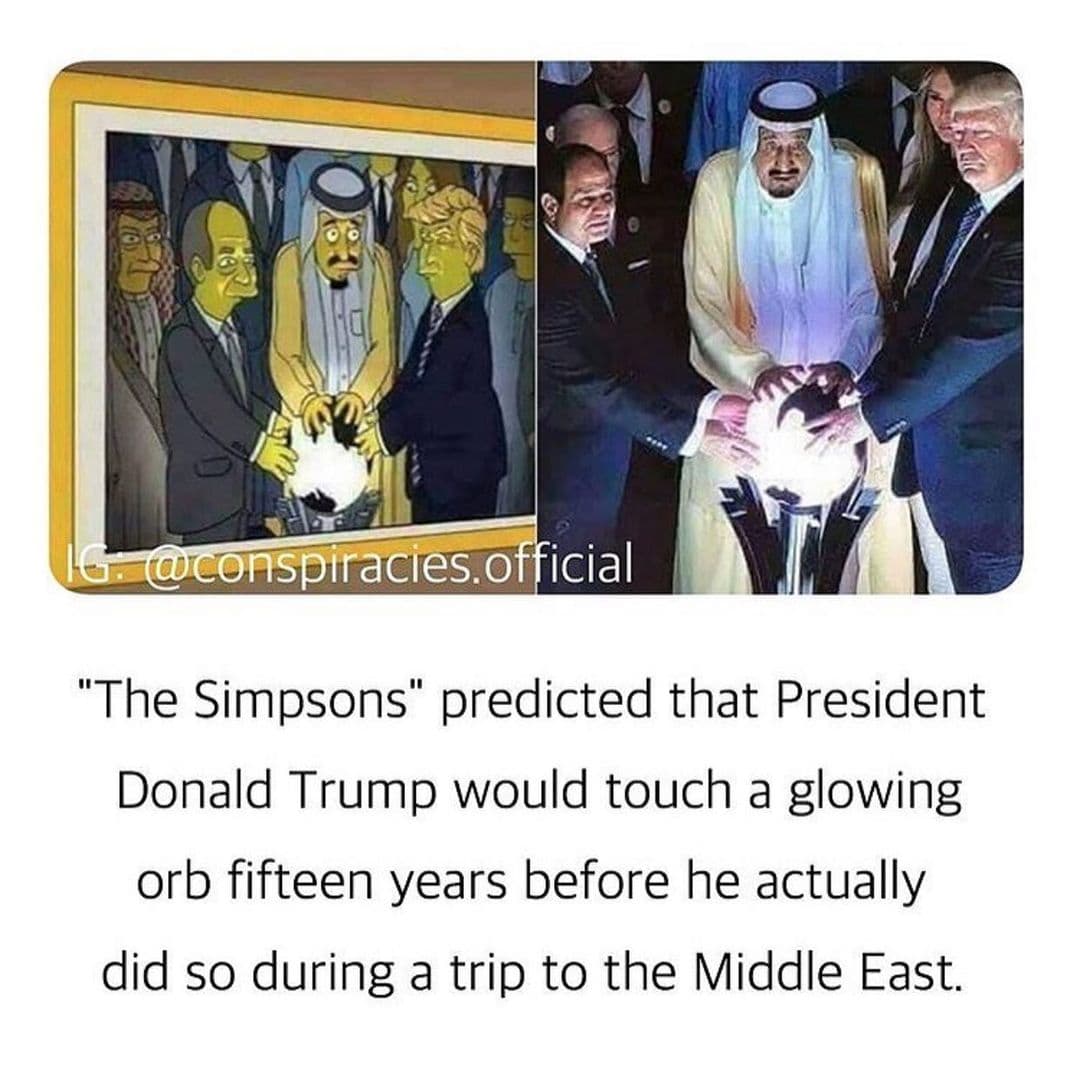 IG: @conspiracies.official
"The Simpsons" predicted that President
Donald Trump would touch a glowing
orb fifteen years before he actually
did so during a trip to the Middle East.